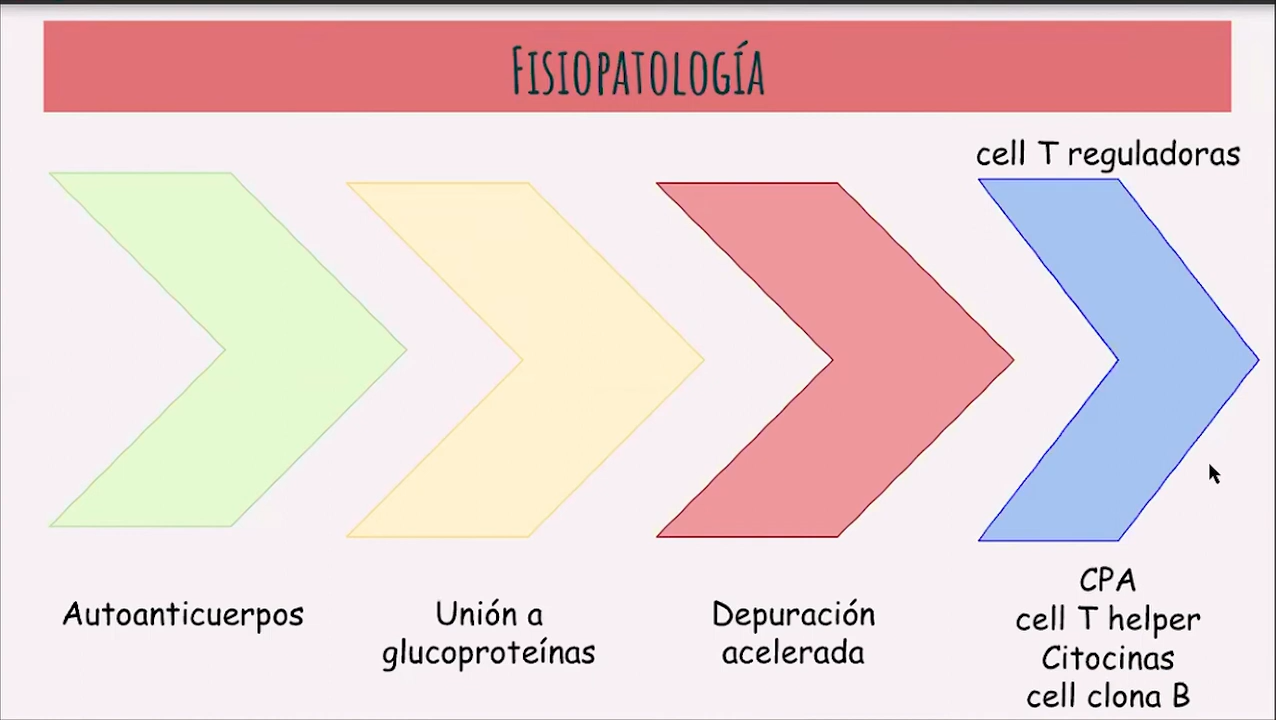 Fisiopatología
cell T reguladoras
Autoanticuerpos
Unión a
glucoproteínas
Depuración
acelerada
CPA
cell T helper
Citocinas
cell clona B